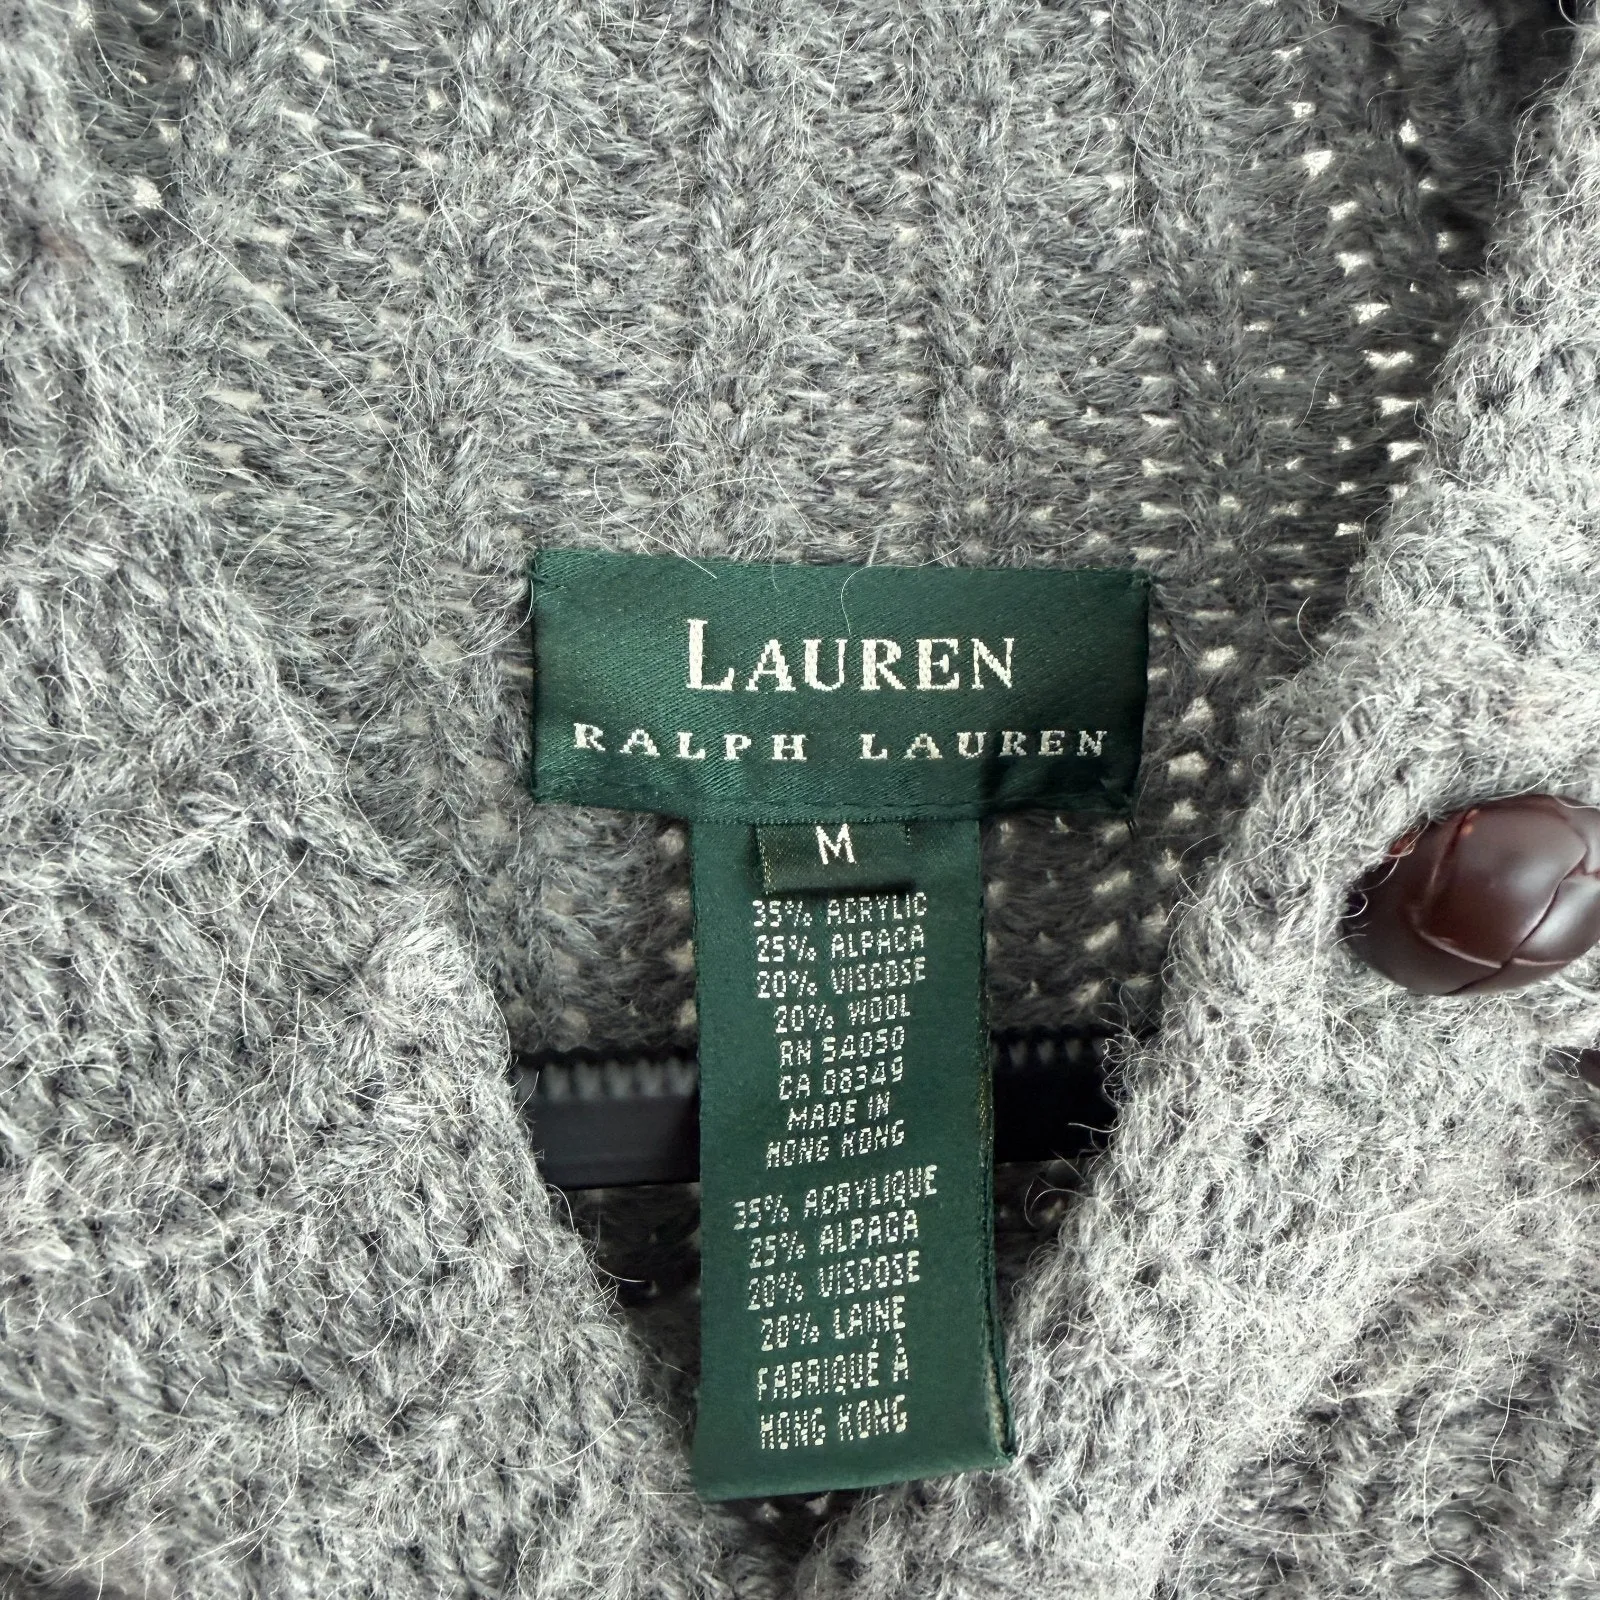 LAUREN
RALPH LAUREN
M
35% ACRYLIC
25% ALPACA
20% VISCOSE
20% WOOL
RN 54050
CA 08349
MADE IN
HONG KONG
35% ACRYLIQUE
25% ALPAGA
20% VISCOSE
20% LAINE
FABRIQUÉ À
HONG KONG